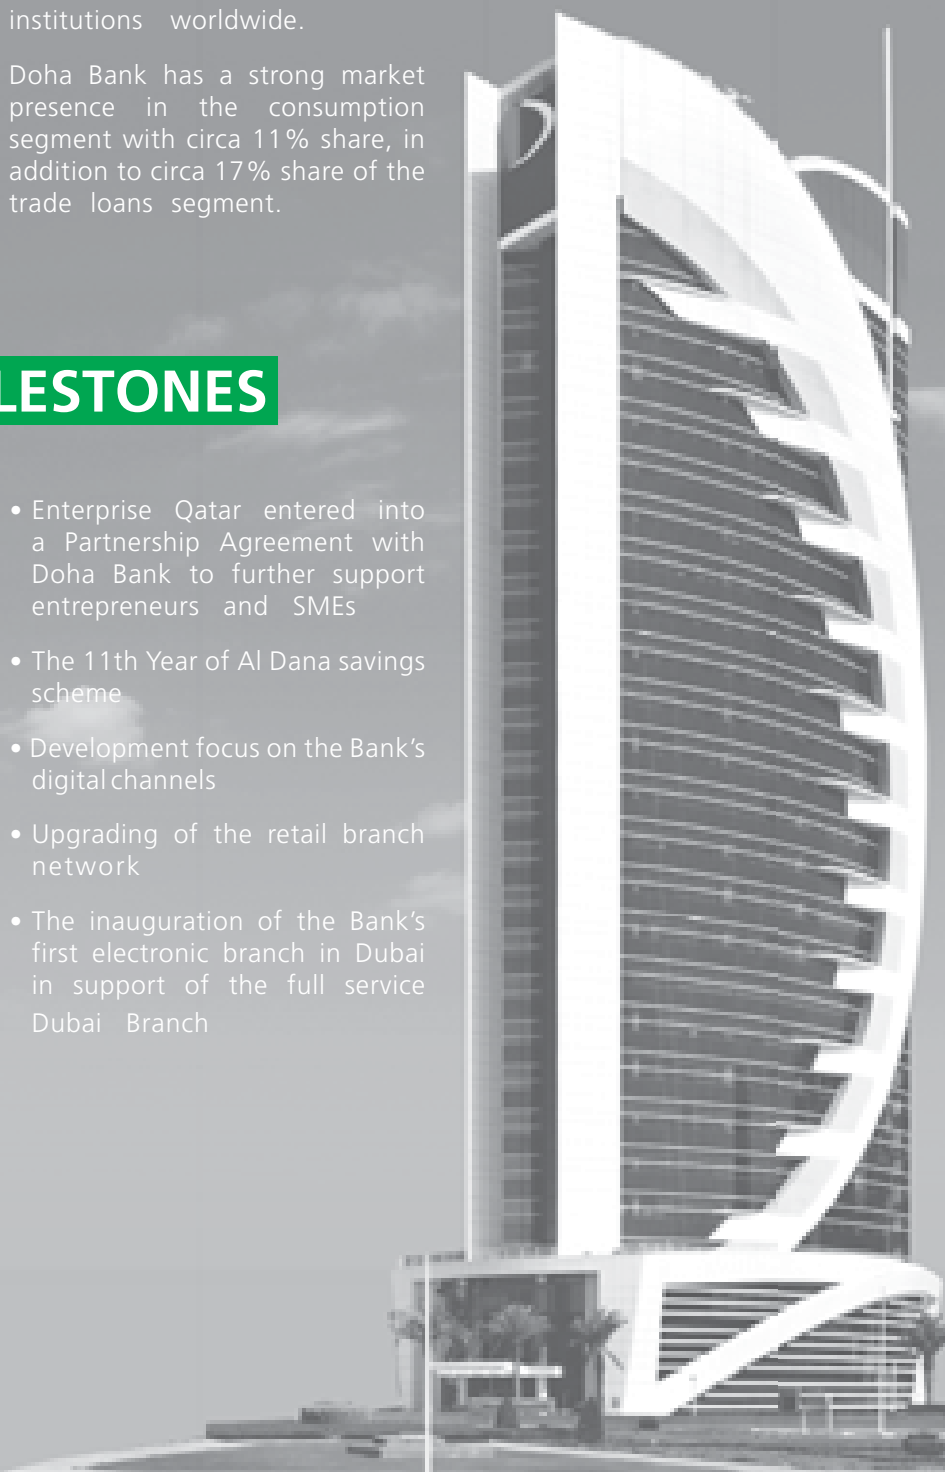 institutions worldwide.
Doha Bank has a strong market
presence in the consumption
segment with circa 11% share, in
addition to circa 17% share of the
trade loans segment.
LESTONES
• Enterprise Qatar entered into
a Partnership Agreement with
Doha Bank to further support
entrepreneurs and SMEs
• The 11th Year of Al Dana savings
scheme
• Development focus on the Bank’s
digital channels
• Upgrading of the retail branch
network
• The inauguration of the Bank’s
first electronic branch in Dubai
in support of the full service
Dubai Branch